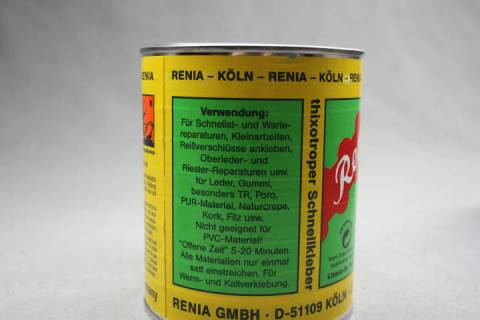 RENIA – KÖLN – RENIA – KÖLN – RENIA
Verwendung:
Für Schnellst- und Warte-
reparaturen, Kleinarbeiten,
Reißverschlüsse ankleben,
Oberleder- und
Riester-Reparaturen usw.
für Leder, Gummi,
besonders TR, Poro,
PUR-Material, Naturcrepe,
Kork, Filz usw.
Nicht geeignet für
PVC-Material!
"Offene Zeit" 5-20 Minuten.
Alle Materialien nur einmal
satt einstreichen. Für
Warm- und Kaltverklebung.
thixotroper Schnellkleber
RENIA GMBH · D-51109 KÖLN